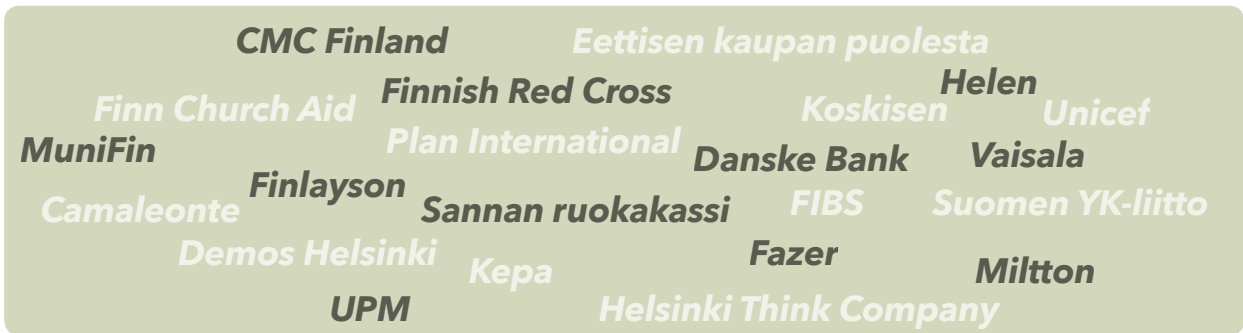 CMC Finland
Eettisen kaupan puolesta
Helen
Finnish Red Cross
Finn Church Aid
Koskisen
Unicef
Plan International
MuniFin
Danske Bank
Vaisala
Finlayson
Camaleonte
Sannan ruokakassi
FIBS
Suomen YK-liitto
Demos Helsinki
Fazer
Kepa
Miltton
UPM
Helsinki Think Company